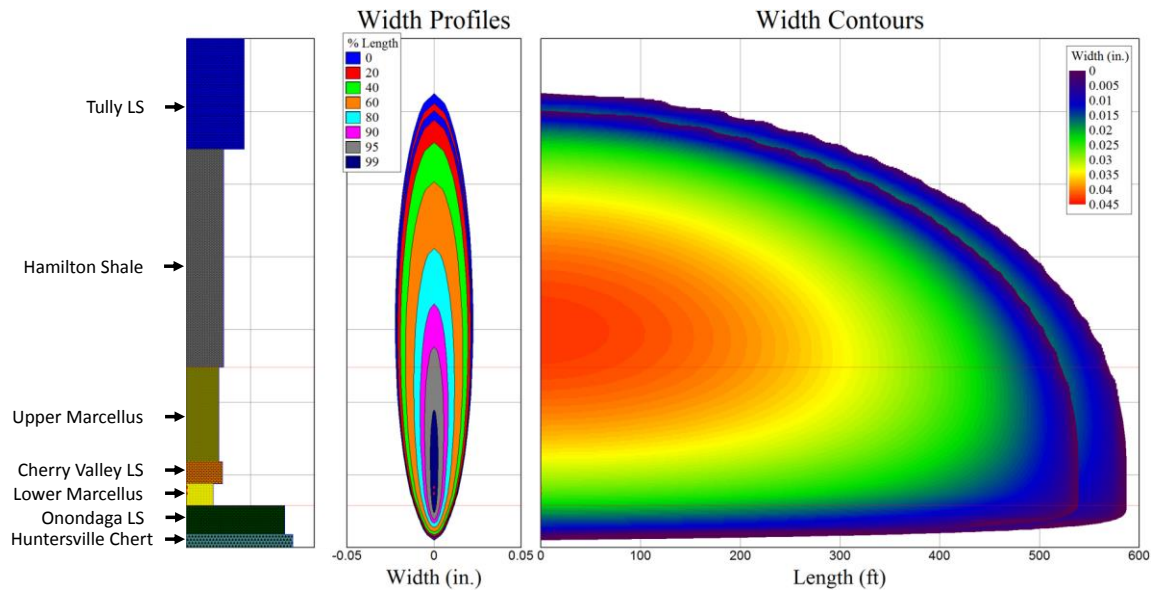 Width Profiles
Width Contours
% Length
0
20
40
60
80
90
95
99
Width (in.)
0
0.005
0.01
0.015
0.02
0.025
0.03
0.035
0.04
0.045
Tully LS
Hamilton Shale
Upper Marcellus
Cherry Valley LS
Lower Marcellus
Onondaga LS
Huntersville Chert
-0.05 0 0.05
0 100 200 300 400 500 600
Width (in.)
Length (ft)